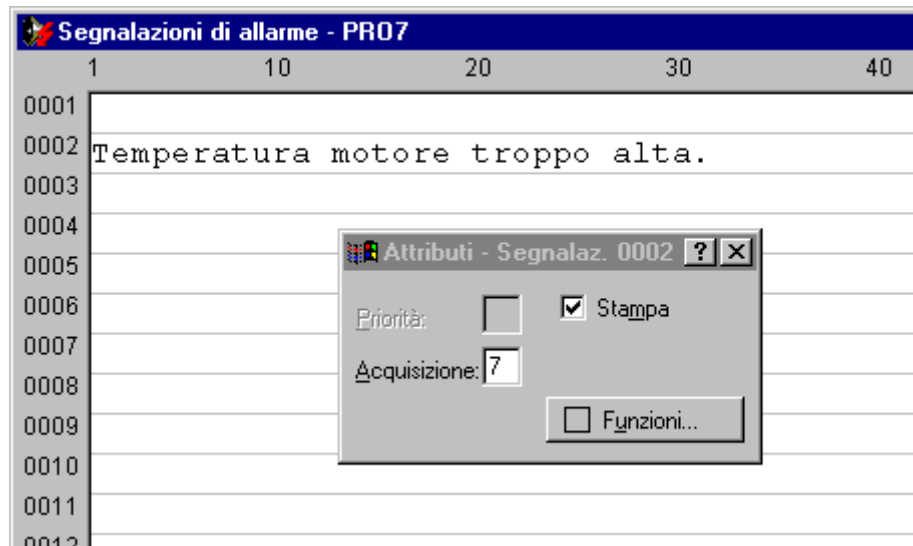 Segnalazioni di allarme - PRO7
1 10 20 30 40
0001
0002 Temperatura motore troppo alta.
0003
0004
0005
0006
0007
0008
0009
0010
0011
0012
Attributi - Segnalaz. 0002 ?
Priorità:
Stampa
Acquisizione: 7
Funzioni...